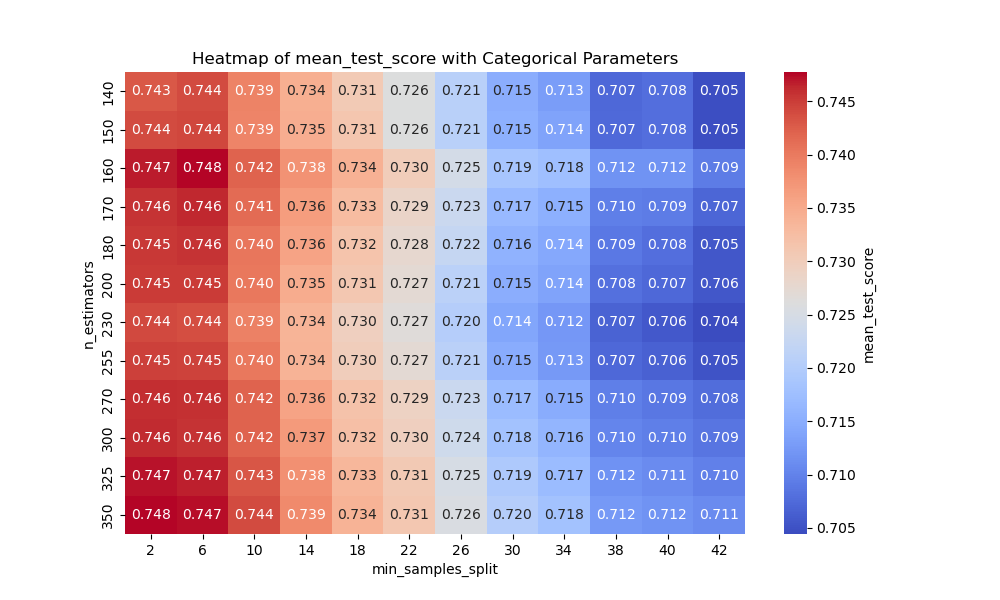 Heatmap of mean_test_score with Categorical Parameters
n_estimators
140 0.743 0.744 0.739 0.734 0.731 0.726 0.721 0.715 0.713 0.707 0.708 0.705
150 0.744 0.744 0.739 0.735 0.731 0.726 0.721 0.715 0.714 0.707 0.708 0.705
160 0.747 0.748 0.742 0.738 0.734 0.730 0.725 0.719 0.718 0.712 0.712 0.709
170 0.746 0.746 0.741 0.736 0.733 0.729 0.723 0.717 0.715 0.710 0.709 0.707
180 0.745 0.746 0.740 0.736 0.732 0.728 0.722 0.716 0.714 0.709 0.708 0.705
200 0.745 0.745 0.740 0.735 0.731 0.727 0.721 0.715 0.714 0.708 0.707 0.706
230 0.744 0.744 0.739 0.734 0.730 0.727 0.720 0.714 0.712 0.707 0.706 0.704
255 0.745 0.745 0.740 0.734 0.730 0.727 0.721 0.715 0.713 0.707 0.706 0.705
270 0.746 0.746 0.742 0.736 0.732 0.729 0.723 0.717 0.715 0.710 0.709 0.708
300 0.746 0.746 0.742 0.737 0.732 0.730 0.724 0.718 0.716 0.710 0.710 0.709
325 0.747 0.747 0.743 0.738 0.733 0.731 0.725 0.719 0.717 0.712 0.711 0.710
350 0.748 0.747 0.744 0.739 0.734 0.731 0.726 0.720 0.718 0.712 0.712 0.711
2 6 10 14 18 22 26 30 34 38 40 42
min_samples_split
0.745
0.740
0.735
0.730
0.725
0.720
0.715
0.710
0.705
mean_test_score